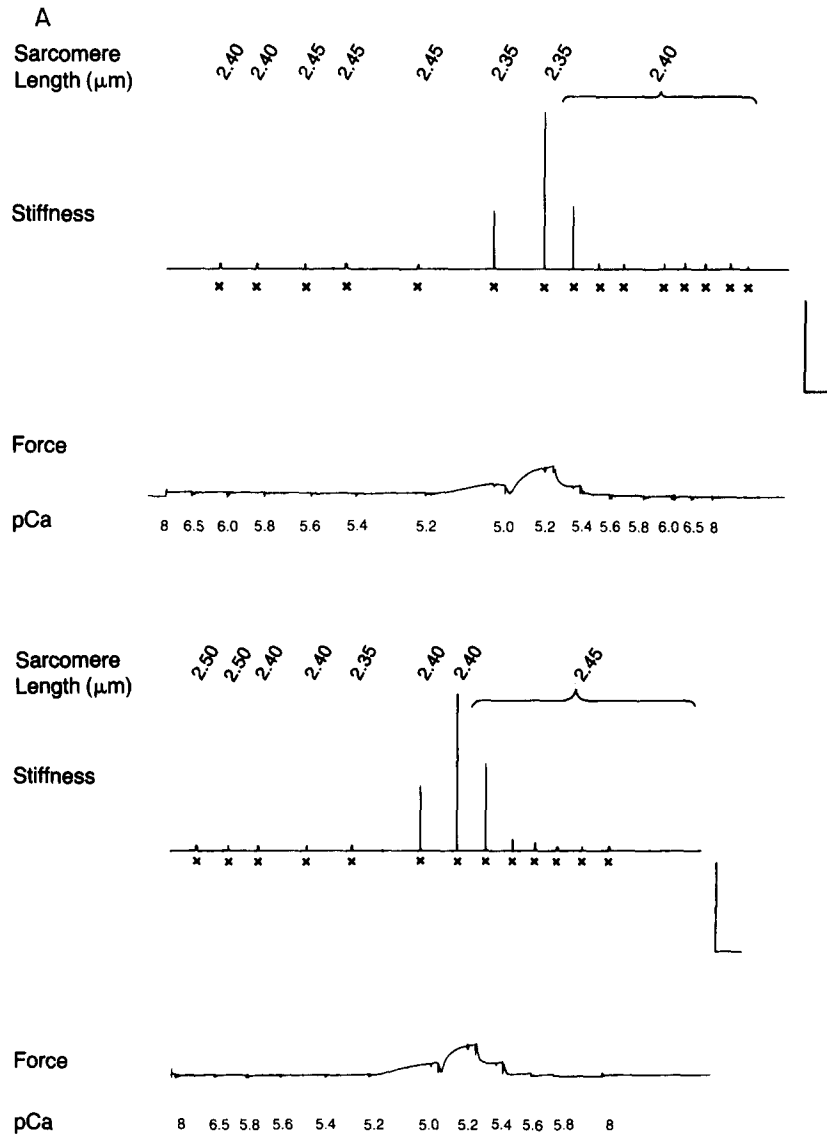 A
Sarcomere Length (μm) 2.40 2.40 2.45 2.45 2.45 2.35 2.35 2.40
Stiffness
x x x x x x x x x x x x x x x
Force
pCa 8 6.5 6.0 5.8 5.6 5.4 5.2 5.0 5.2 5.4 5.6 5.8 6.0 6.5 8
Sarcomere Length (μm) 2.50 2.50 2.40 2.40 2.35 2.40 2.40 2.45
Stiffness
x x x x x x x x x x x x x
Force
pCa 8 6.5 5.8 5.6 5.4 5.2 5.0 5.2 5.4 5.6 5.8 8